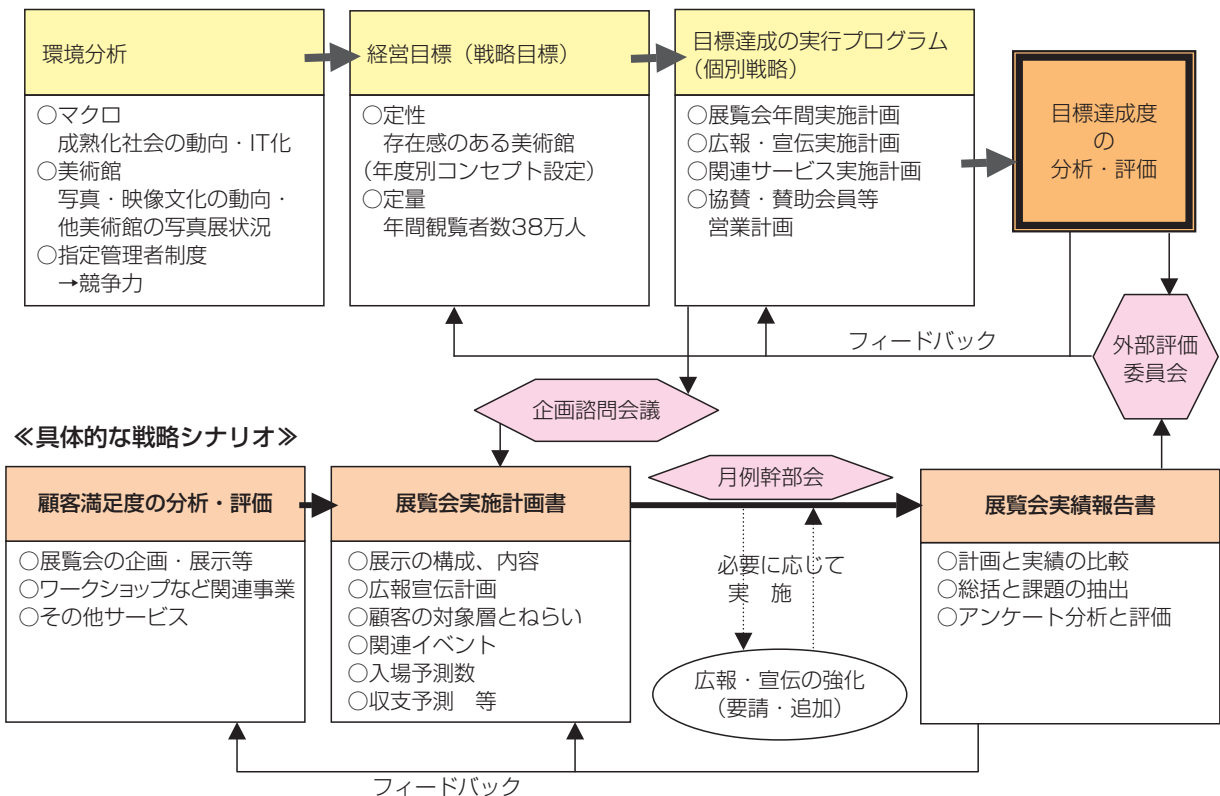 環境分析
○マクロ
成熟化社会の動向・IT化
○美術館
写真・映像文化の動向・
他美術館の写真展状況
○指定管理者制度
→競争力
経営目標（戦略目標）
○定性
存在感のある美術館
（年度別コンセプト設定）
○定量
年間観覧者数38万人
目標達成の実行プログラム
（個別戦略）
○展覧会年間実施計画
○広報・宣伝実施計画
○関連サービス実施計画
○協賛・賛助会員等
営業計画
目標達成度
の
分析・評価
フィードバック
外部評価
委員会
企画諮問会議
≪具体的な戦略シナリオ≫
顧客満足度の分析・評価
○展覧会の企画・展示等
○ワークショップなど関連事業
○その他サービス
展覧会実施計画書
○展示の構成、内容
○広報宣伝計画
○顧客の対象層とねらい
○関連イベント
○入場予測数
○収支予測　等
月例幹部会
必要に応じて
実　施
広報・宣伝の強化
（要請・追加）
展覧会実績報告書
○計画と実績の比較
○総括と課題の抽出
○アンケート分析と評価
フィードバック